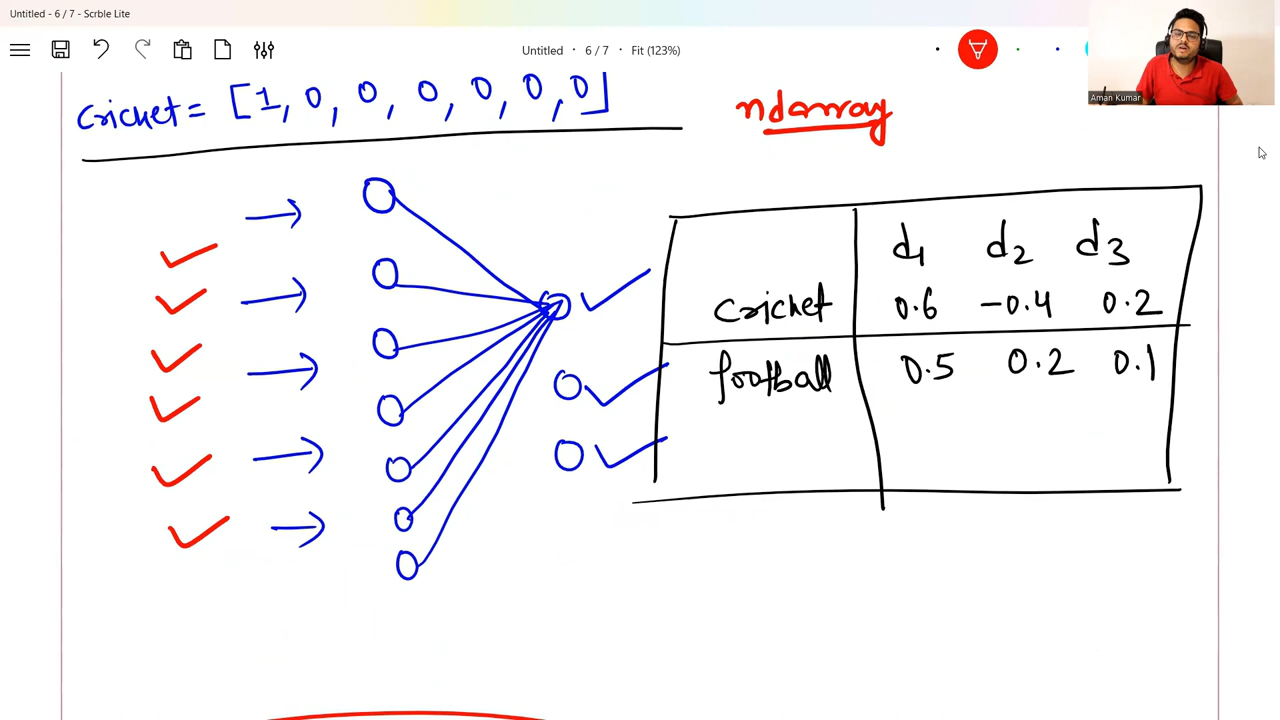 Untitled - 6 / 7 - Scrble Lite
Untitled • 6 / 7 • Fit (123%)
Aman Kumar
Cricket = [1, 0, 0, 0, 0, 0, 0]
ndarray
d1 d2 d3
Cricket 0.6 -0.4 0.2
football 0.5 0.2 0.1